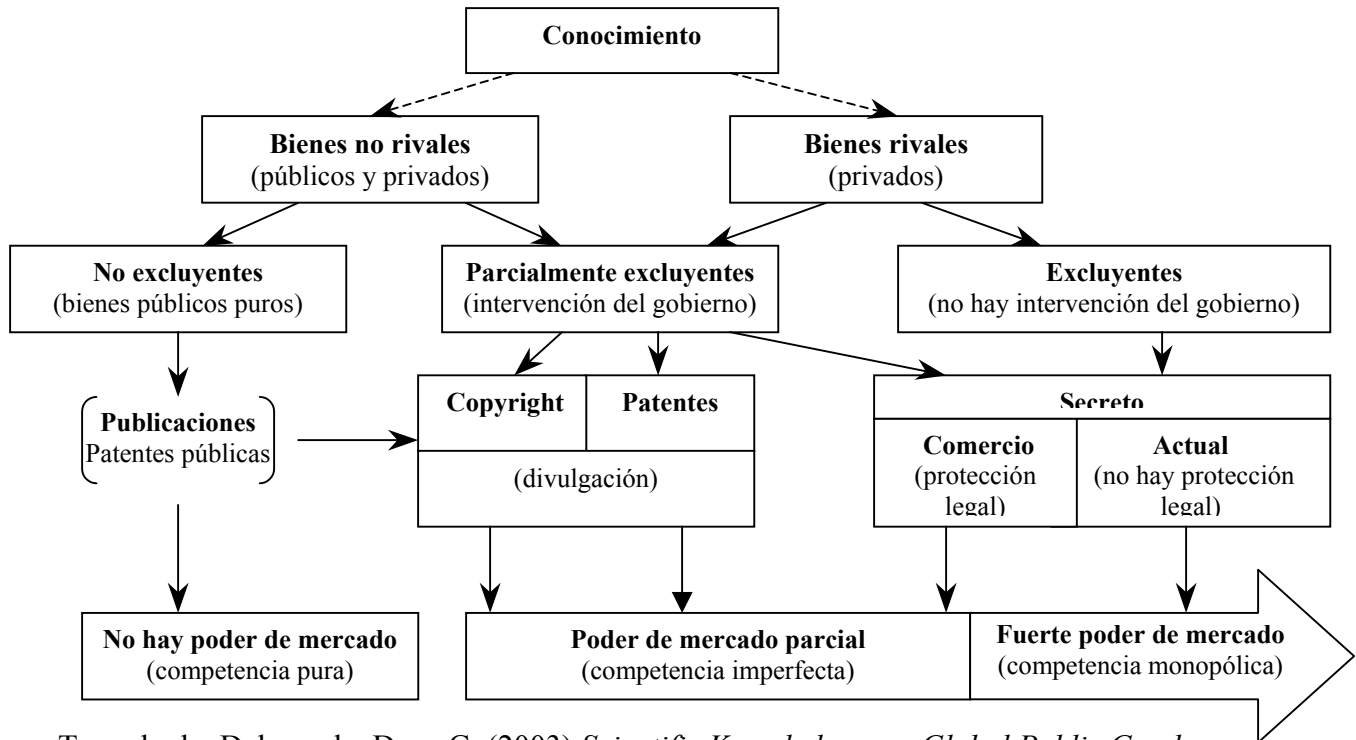 Conocimiento
Bienes no rivales
(públicos y privados)
Bienes rivales
(privados)
No excluyentes
(bienes públicos puros)
Parcialmente excluyentes
(intervención del gobierno)
Excluyentes
(no hay intervención del gobierno)
Publicaciones
Patentes públicas
Copyright
Patentes
(divulgación)
Secreto
Comercio
(protección
legal)
Actual
(no hay protección
legal)
No hay poder de mercado
(competencia pura)
Poder de mercado parcial
(competencia imperfecta)
Fuerte poder de mercado
(competencia monopólica)